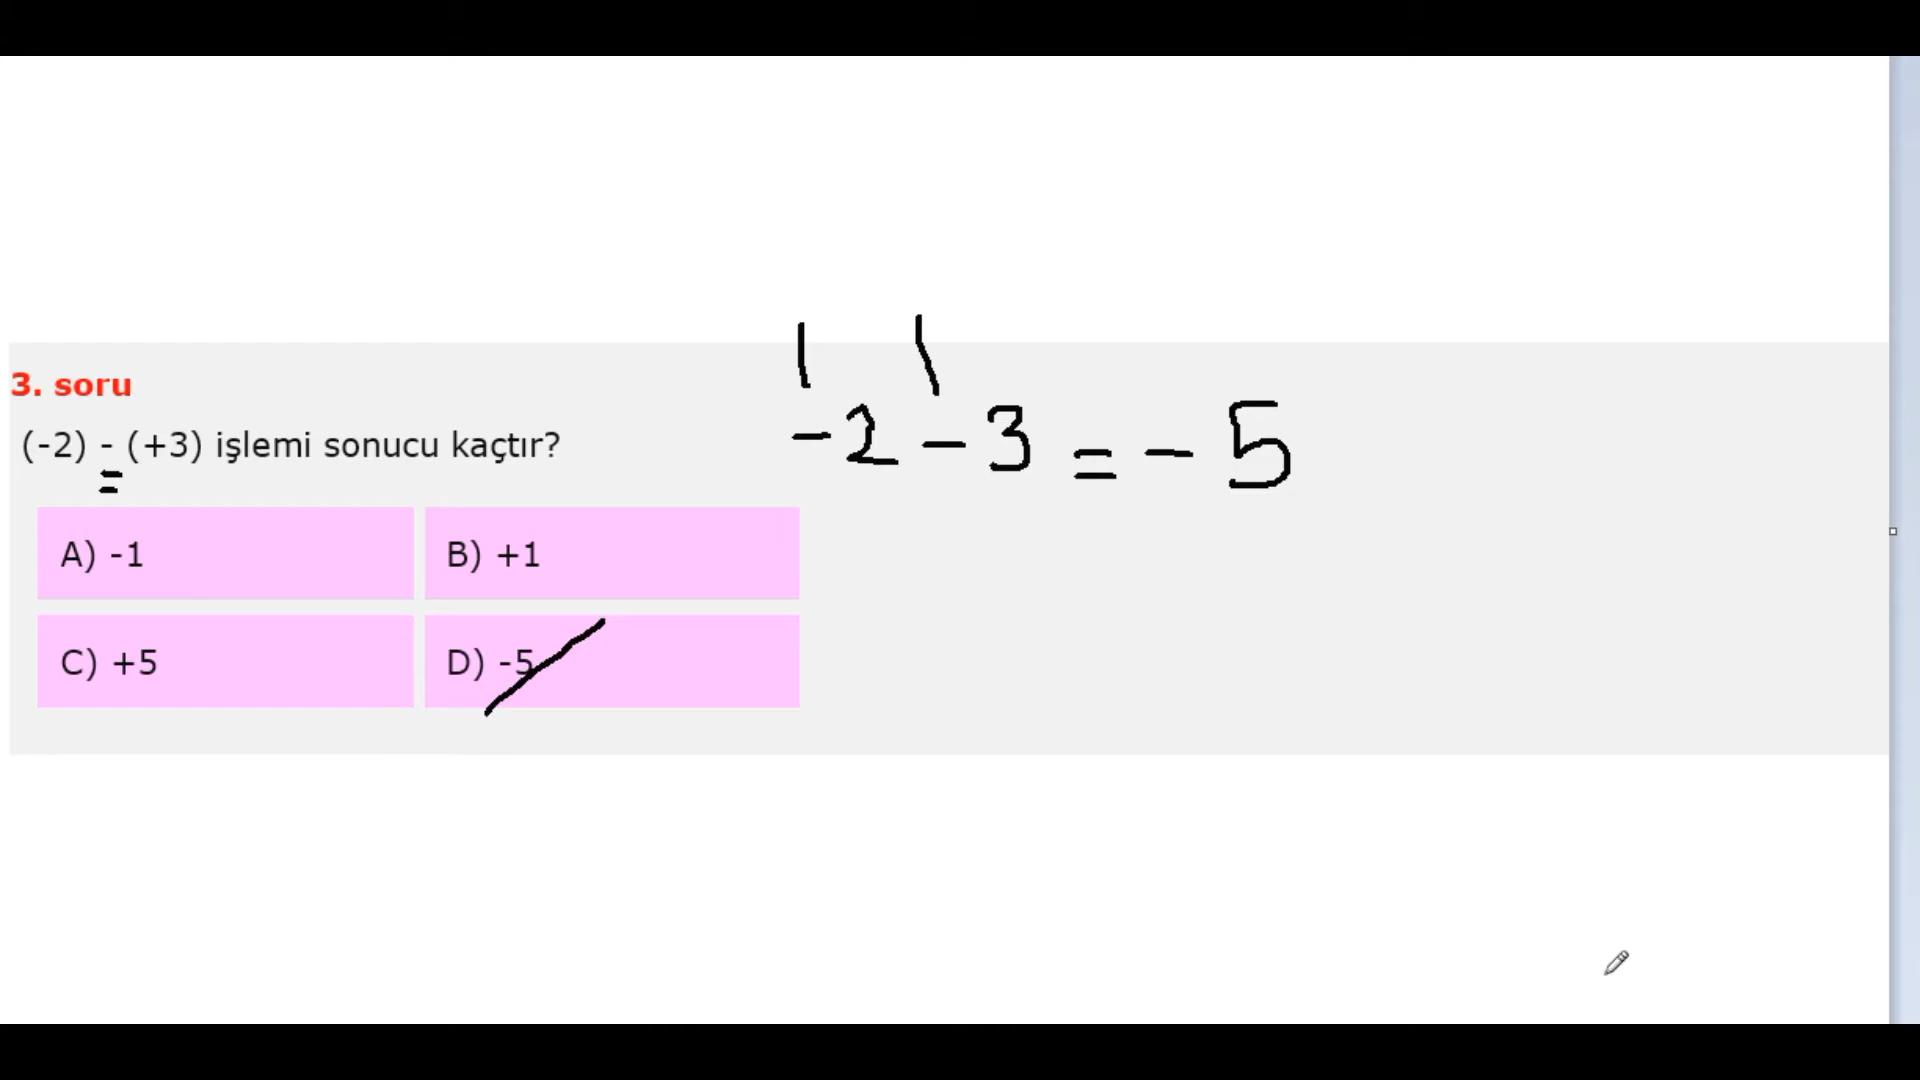 3. soru
(-2) - (+3) işlemi sonucu kaçtır?
-2 - 3 = - 5
A) -1
B) +1
C) +5
D) -5